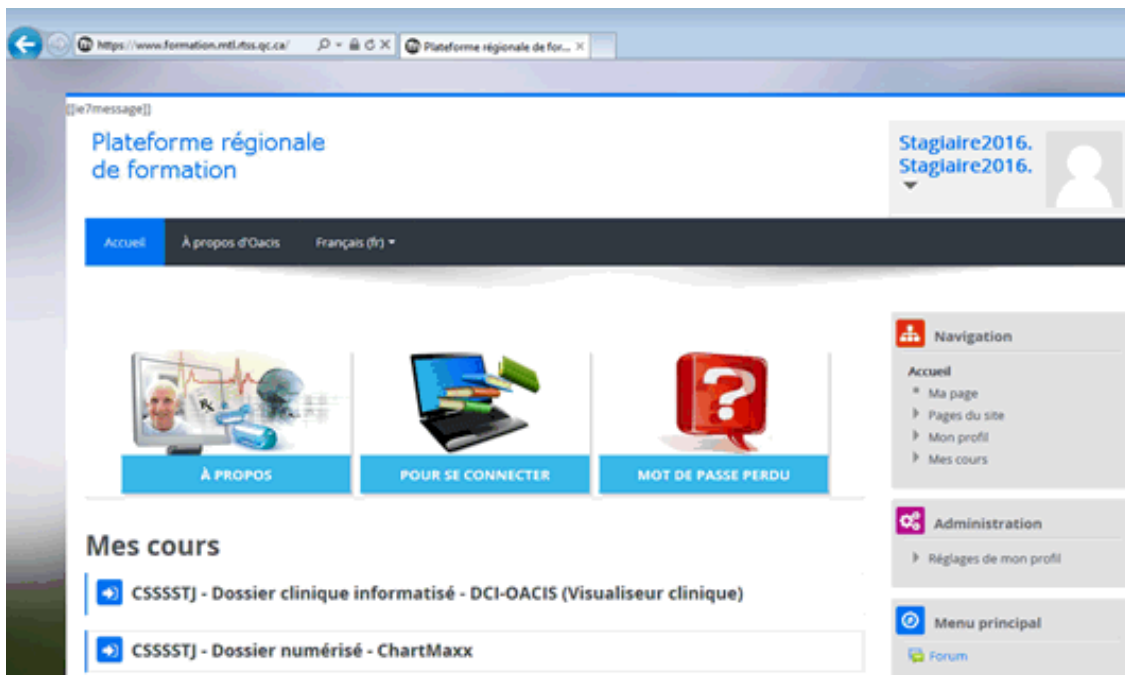 https://www.formation.mtl.rtss.qc.ca/
Plateforme régionale de for...
[[ie7message]]
Plateforme régionale
de formation
Stagiaire2016.
Stagiaire2016.
Accueil
À propos d'Oacis
Français (fr)
À PROPOS
POUR SE CONNECTER
MOT DE PASSE PERDU
Navigation
Accueil
Ma page
Pages du site
Mon profil
Mes cours
Administration
Réglages de mon profil
Mes cours
CSSSSTJ - Dossier clinique informatisé - DCI-OACIS (Visualiseur clinique)
CSSSSTJ - Dossier numérisé - ChartMaxx
Menu principal
Forum